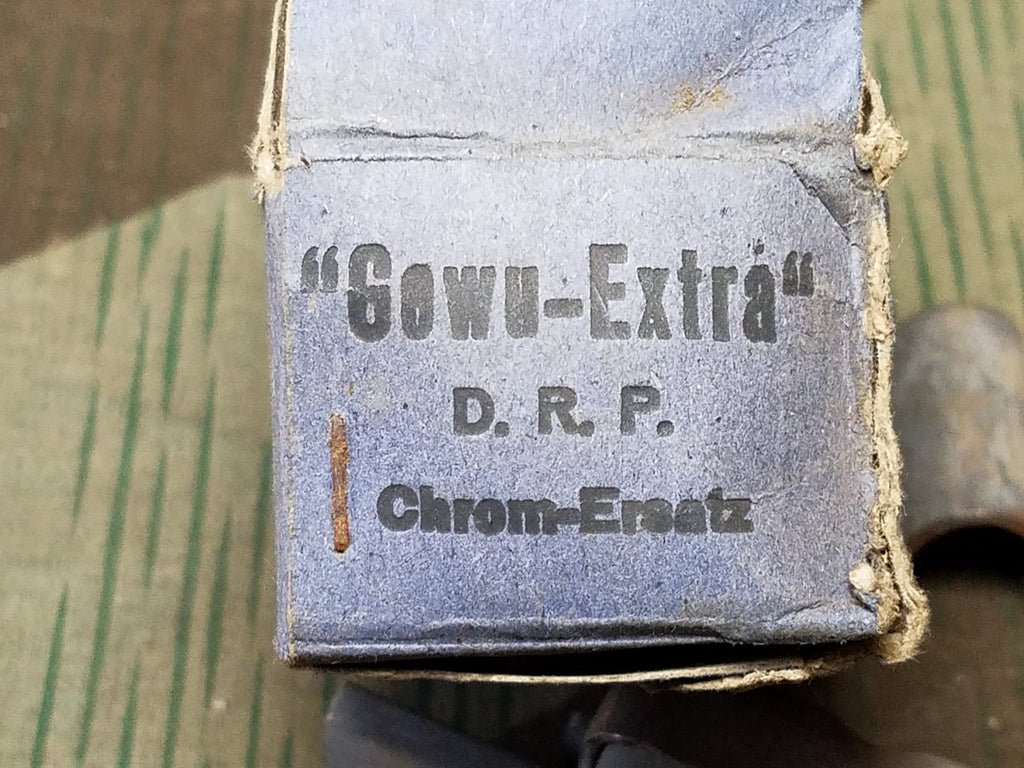 “Gowu-Extra“
D. R. P.
Chrom-Ersatz